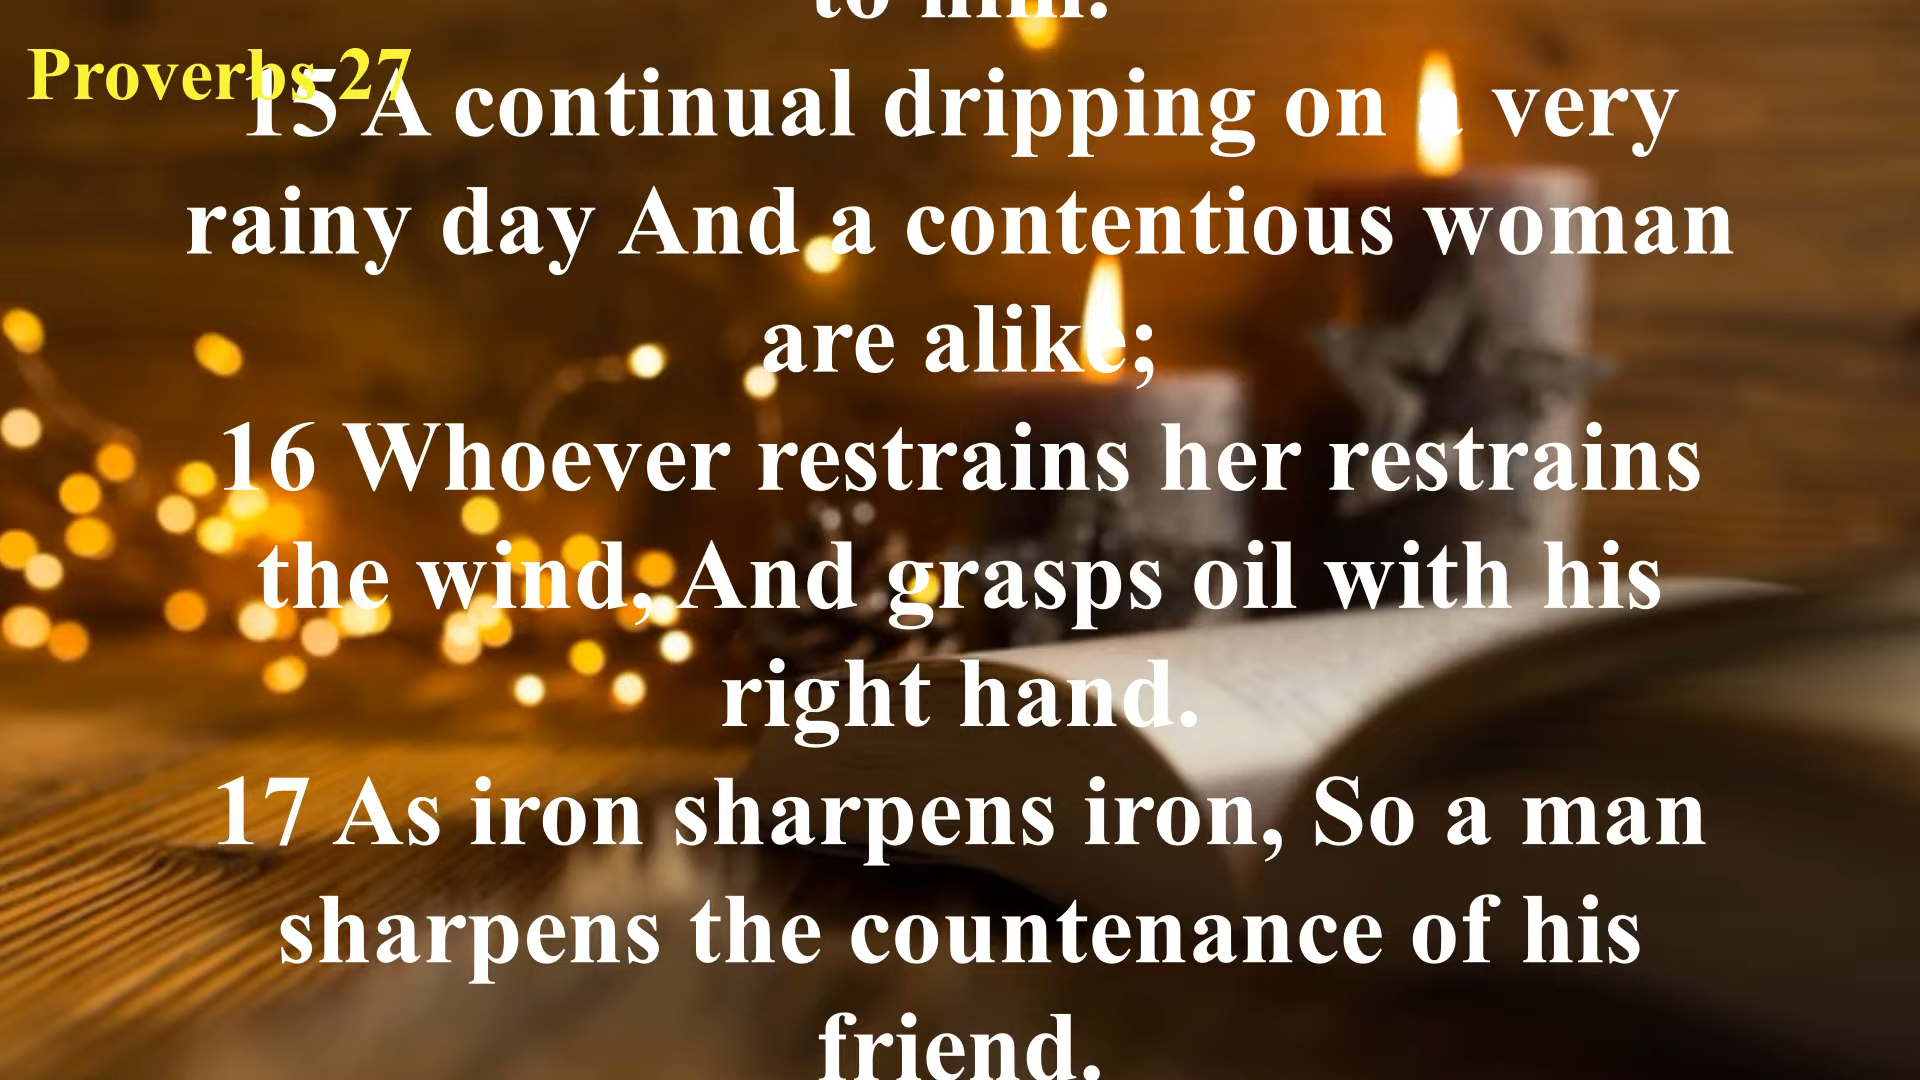 to him.
Proverbs 27
15 A continual dripping on a very
rainy day And a contentious woman
are alike;
16 Whoever restrains her restrains
the wind, And grasps oil with his
right hand.
17 As iron sharpens iron, So a man
sharpens the countenance of his
friend.